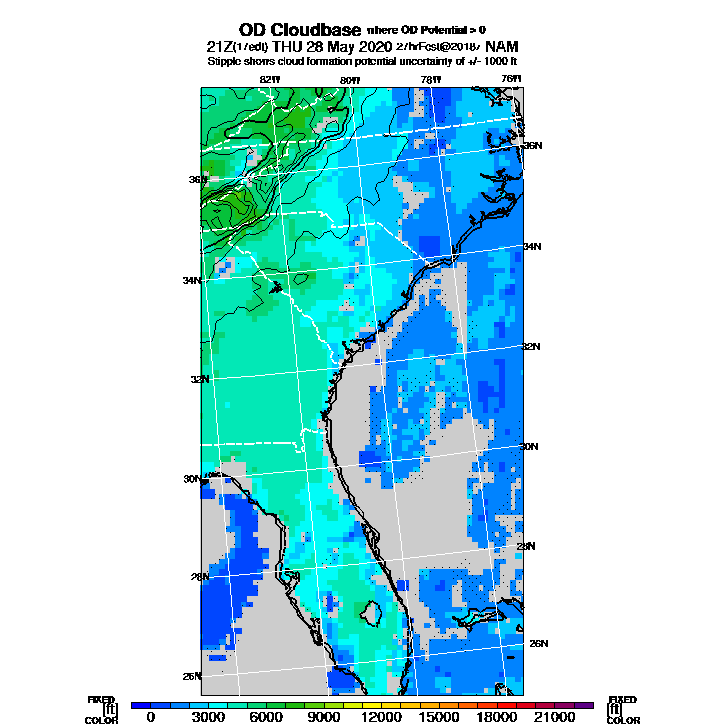 OD Cloudbase where OD Potential > 0
21Z(17edt) THU 28 May 2020 27hrFcst@2018z NAM
Stipple shows cloud formation potential uncertainty of +/- 1000 ft
82W 80W 78W 76W
36N 36N
34N 34N
32N 32N
30N 30N
28N 28N
26N 26N
FIXED FIXED
[ft] [ft]
COLOR COLOR
0 3000 6000 9000 12000 15000 18000 21000